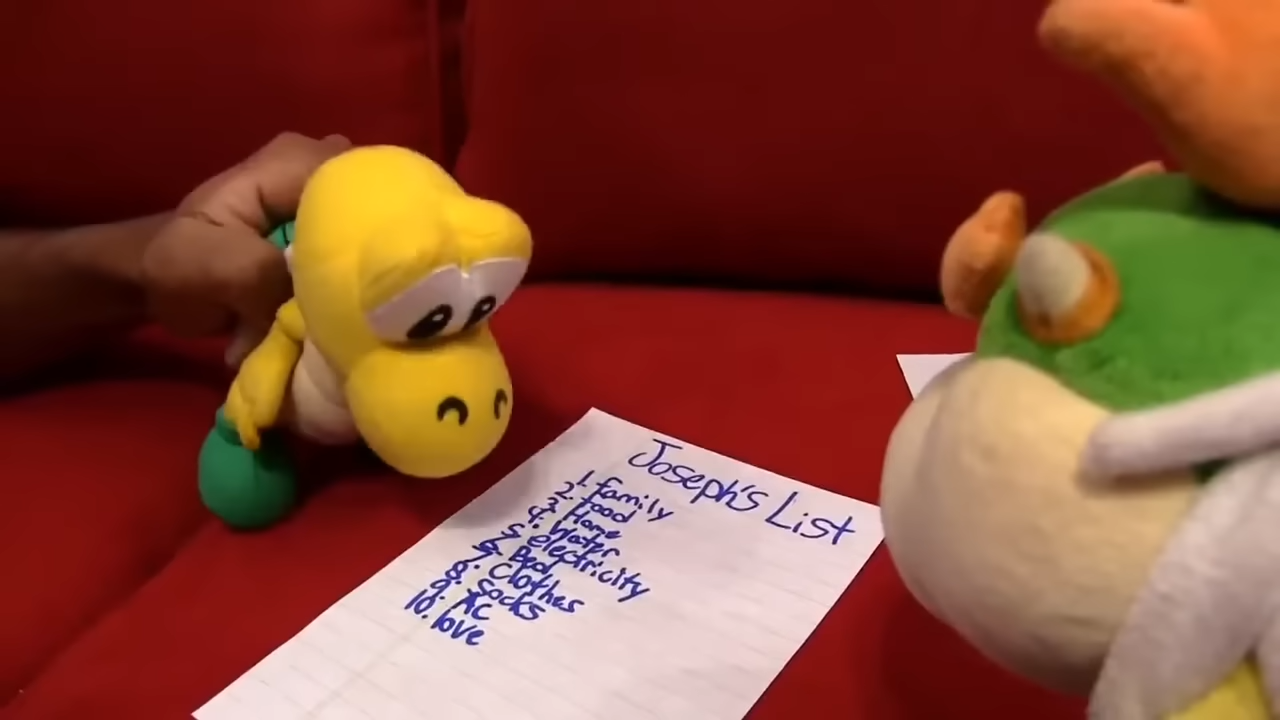 Joseph's List
1. family
2. food
3. Home
4. Water
5. electricity
6. Bed
7. Clothes
8. Socks
9. AC
10. love